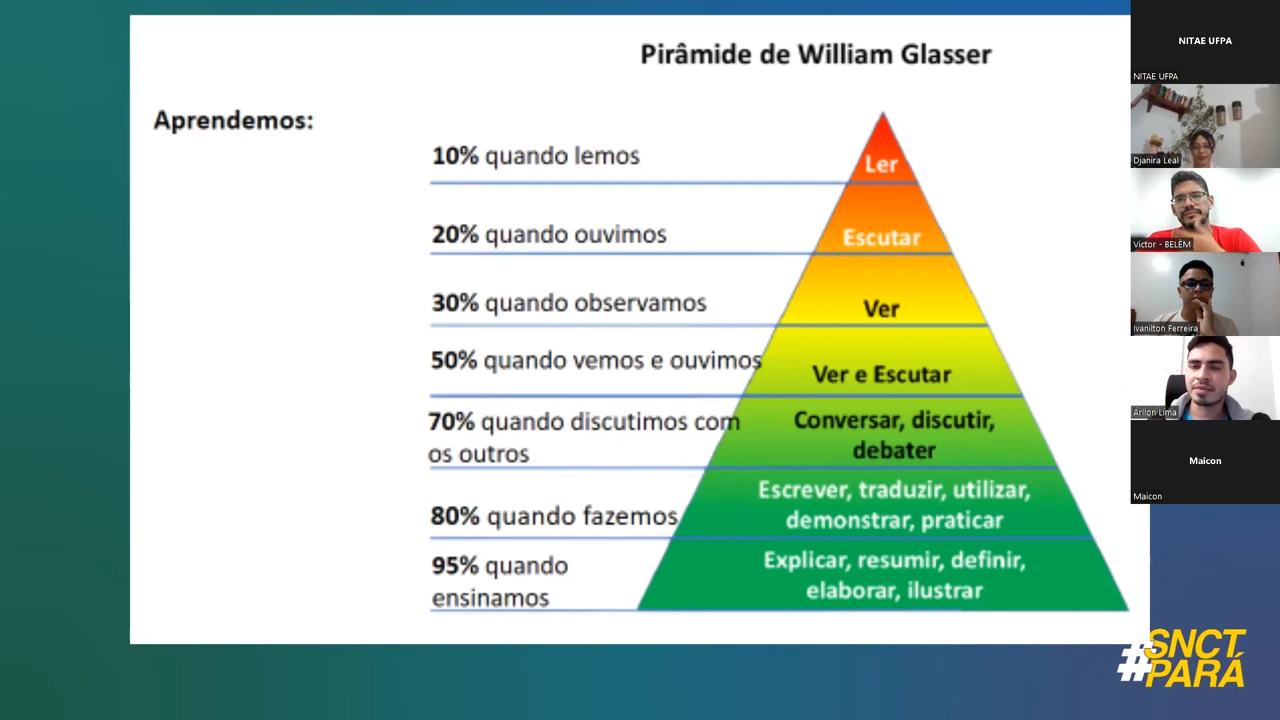 Pirâmide de William Glasser
Aprendemos:
10% quando lemos
Ler
20% quando ouvimos
Escutar
30% quando observamos
Ver
50% quando vemos e ouvimos
Ver e Escutar
70% quando discutimos com
os outros
Conversar, discutir,
debater
80% quando fazemos
Escrever, traduzir, utilizar,
demonstrar, praticar
95% quando
ensinamos
Explicar, resumir, definir,
elaborar, ilustrar
NITAE UFPA
NITAE UFPA
Djanira Leal
Victor - BELÉM
Ivanilton Ferreira
Árllon Lima
Maicon
Maicon
#SNCT
PARÁ